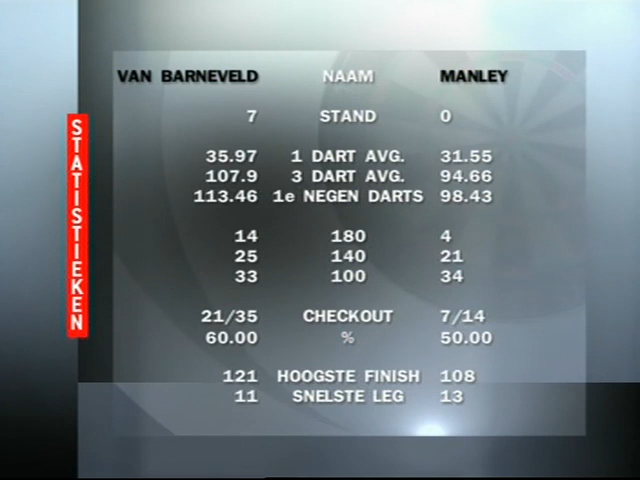 STATISTIEKEN
VAN BARNEVELD NAAM MANLEY
7 STAND 0
35.97 1 DART AVG. 31.55
107.9 3 DART AVG. 94.66
113.46 1e NEGEN DARTS 98.43
14 180 4
25 140 21
33 100 34
21/35 CHECKOUT 7/14
60.00 % 50.00
121 HOOGSTE FINISH 108
11 SNELSTE LEG 13